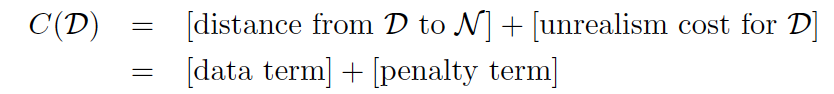 C(𝒟) = [distance from 𝒟 to 𝒩] + [unrealism cost for 𝒟]
= [data term] + [penalty term]